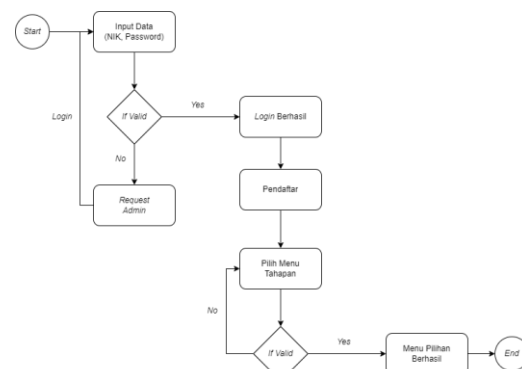 Start
Input Data
(NIK, Password)
Login
If Valid
Yes
Login Berhasil
No
Request
Admin
Pendaftar
Pilih Menu
Tahapan
No
If Valid
Yes
Menu Pilihan
Berhasil
End